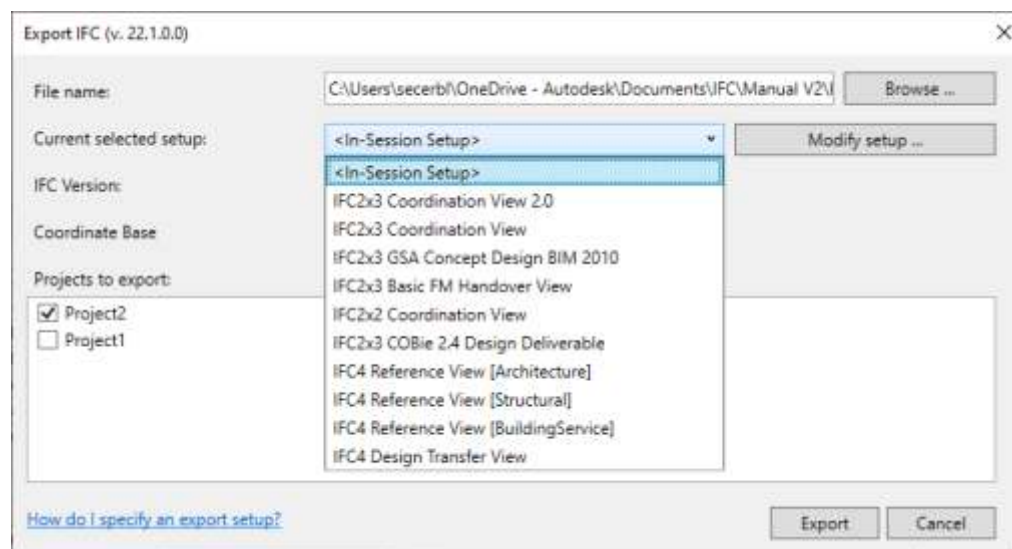 Export IFC (v. 22.1.0.0)
File name:
C:\Users\secerbl\OneDrive - Autodesk\Documents\IFC\Manual V2\
Browse ...
Current selected setup:
<In-Session Setup>
Modify setup ...
<In-Session Setup>
IFC Version:
IFC2x3 Coordination View 2.0
IFC2x3 Coordination View
Coordinate Base
IFC2x3 GSA Concept Design BIM 2010
Projects to export:
IFC2x3 Basic FM Handover View
Project2
IFC2x2 Coordination View
Project1
IFC2x3 COBie 2.4 Design Deliverable
IFC4 Reference View [Architecture]
IFC4 Reference View [Structural]
IFC4 Reference View [BuildingService]
IFC4 Design Transfer View
How do I specify an export setup?
Export
Cancel